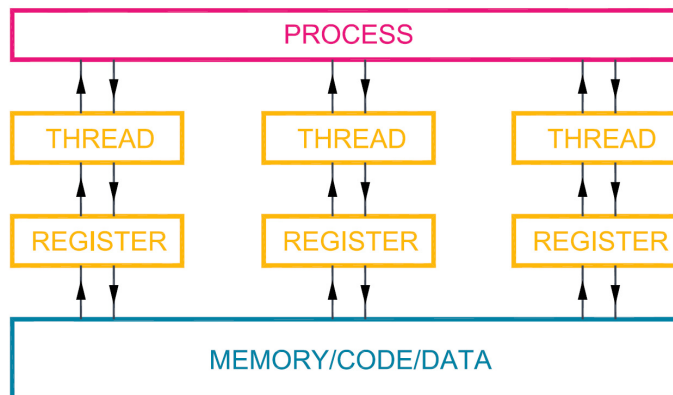 PROCESS
THREAD THREAD THREAD
REGISTER REGISTER REGISTER
MEMORY/CODE/DATA